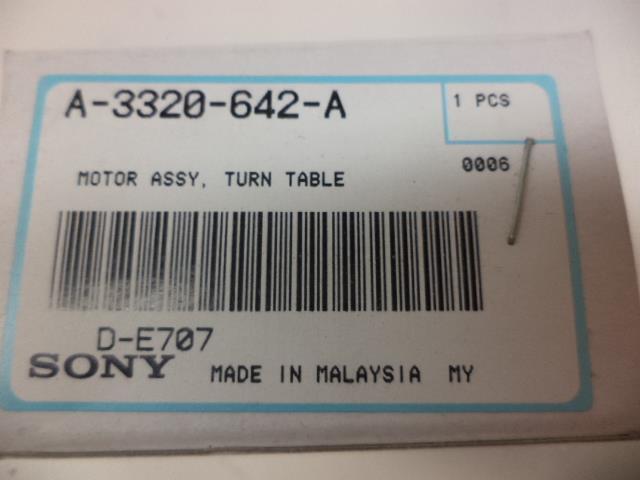 A-3320-642-A
1 PCS
0006
MOTOR ASSY, TURN TABLE
D-E707
SONY MADE IN MALAYSIA MY